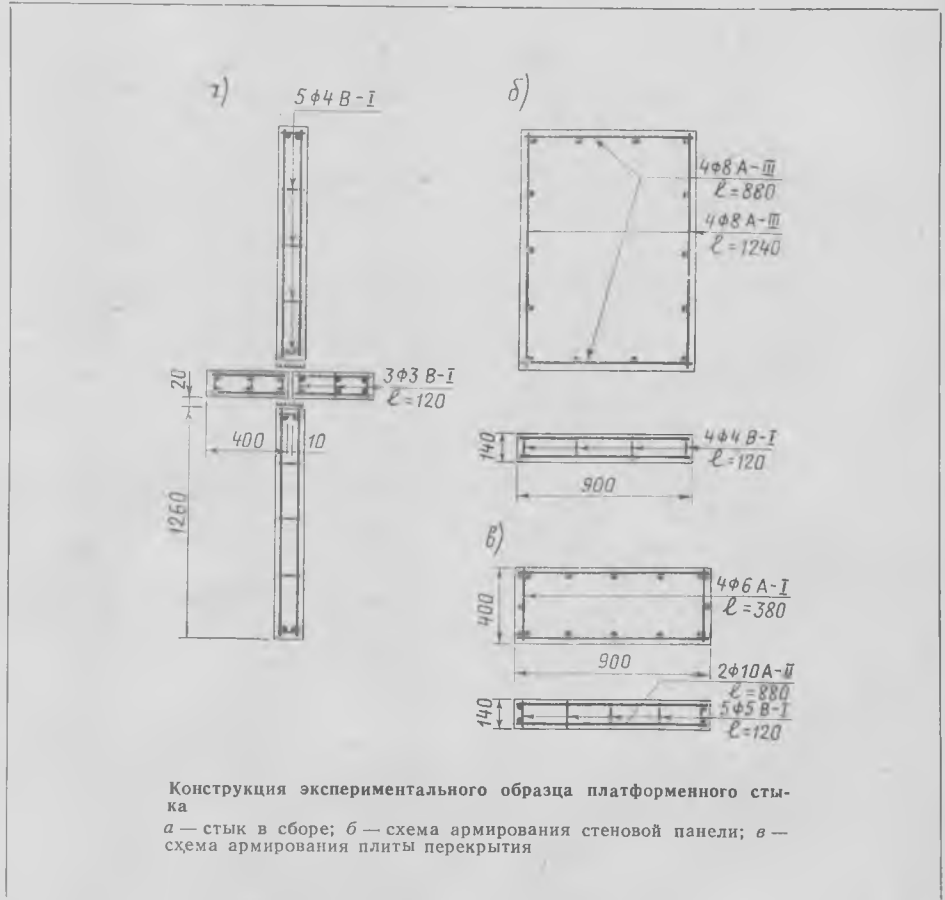 а)
5ф4 В-I
3ф3 В-I
ℓ=120
20
400
10
1260
б)
4ф8 А-III
ℓ=880
4ф8 А-III
ℓ=1240
140
4ф4 В-I
ℓ=120
900
в)
400
4ф6 А-I
ℓ=380
900
2ф10А-II
ℓ=880
140
5ф5 В-I
ℓ=120
Конструкция экспериментального образца платформенного сты-
ка
а — стык в сборе; б — схема армирования стеновой панели; в —
схема армирования плиты перекрытия